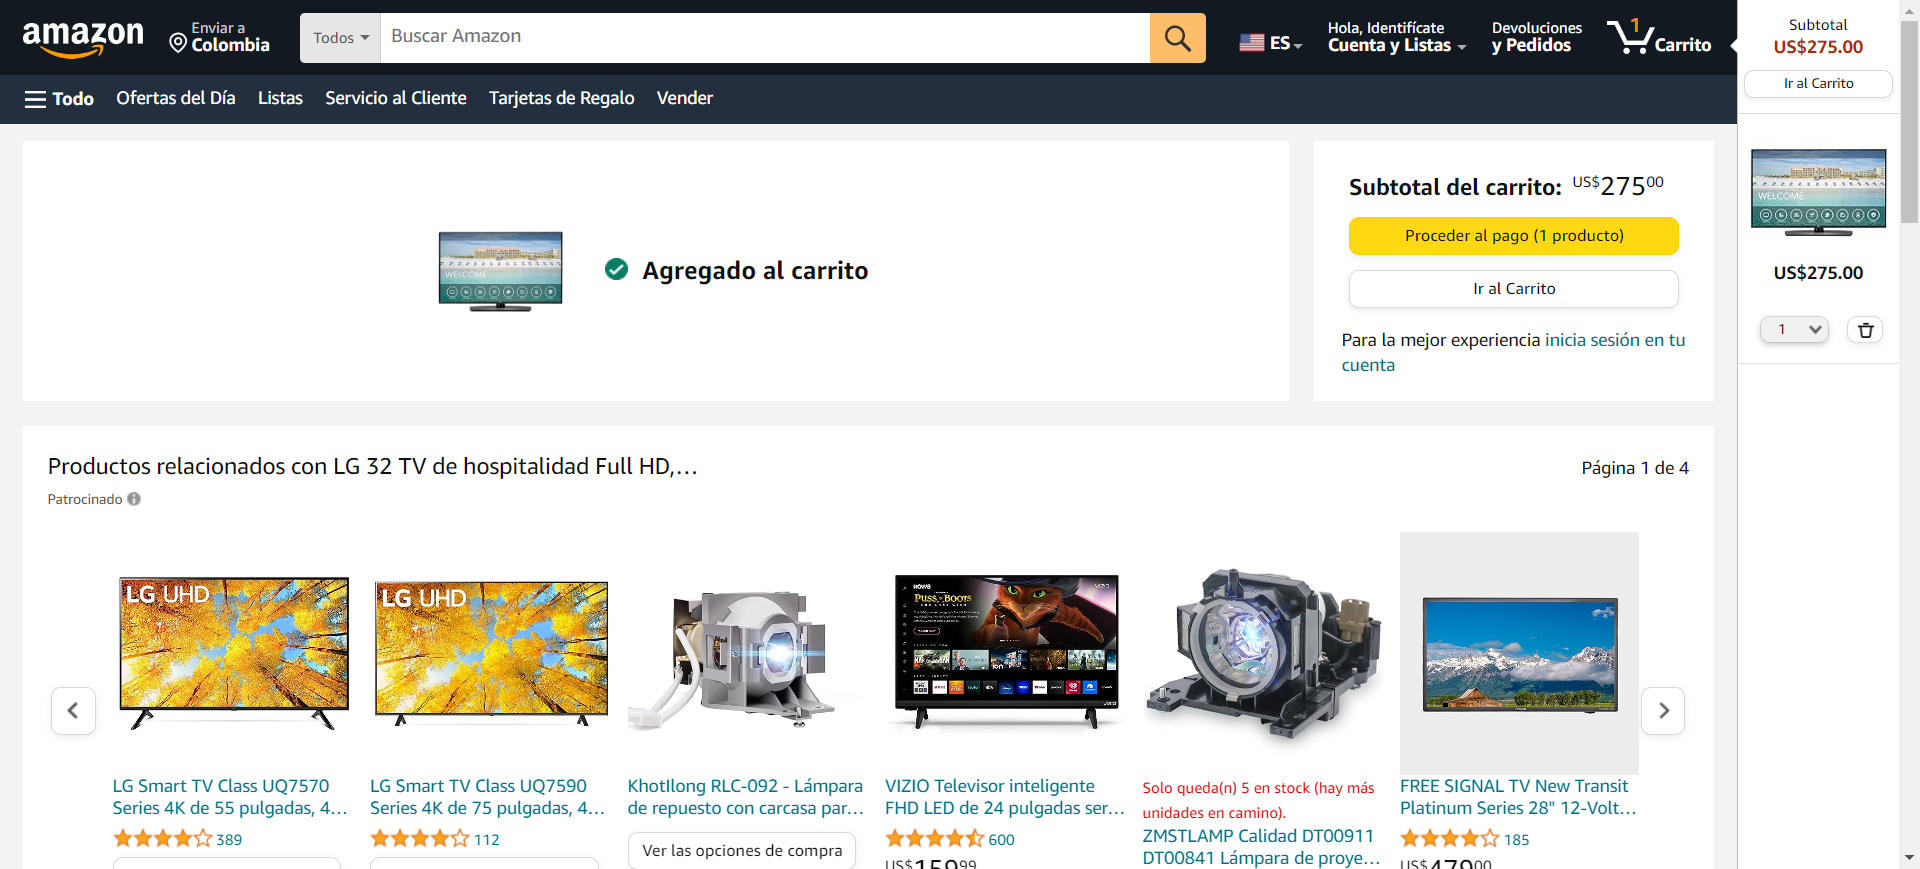 amazon
Enviar a
Colombia
Todos
Buscar Amazon
ES
Hola, Identifícate
Cuenta y Listas
Devoluciones
y Pedidos
1
Carrito
Subtotal
US$275.00
Ir al Carrito
Todo
Ofertas del Día
Listas
Servicio al Cliente
Tarjetas de Regalo
Vender
WELCOME
Agregado al carrito
Subtotal del carrito: US$27500
Proceder al pago (1 producto)
Ir al Carrito
Para la mejor experiencia inicia sesión en tu
cuenta
WELCOME
US$275.00
1
Productos relacionados con LG 32 TV de hospitalidad Full HD,…
Página 1 de 4
Patrocinado
LG UHD
LG UHD
PUSS IN BOOTS
VIZIO
LG Smart TV Class UQ7570
Series 4K de 55 pulgadas, 4…
389
LG Smart TV Class UQ7590
Series 4K de 75 pulgadas, 4…
112
KhotIlong RLC-092 - Lámpara
de repuesto con carcasa par…
Ver las opciones de compra
VIZIO Televisor inteligente
FHD LED de 24 pulgadas ser…
600
US$15999
Solo queda(n) 5 en stock (hay más
unidades en camino).
ZMSTLAMP Calidad DT00911
DT00841 Lámpara de proye…
FREE SIGNAL TV New Transit
Platinum Series 28" 12-Volt…
185
US$47900